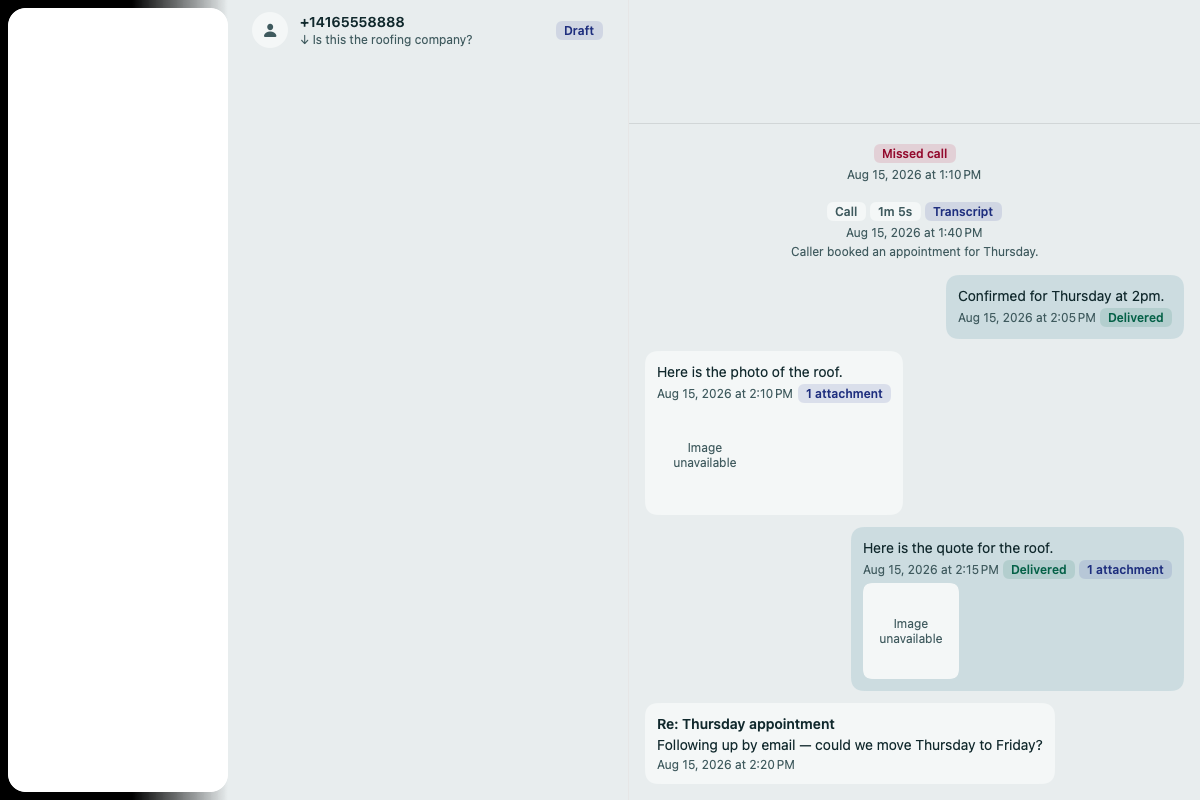 +14165558888
↓ Is this the roofing company?
Draft
Missed call
Aug 15, 2026 at 1:10 PM
Call 1m 5s Transcript
Aug 15, 2026 at 1:40 PM
Caller booked an appointment for Thursday.
Confirmed for Thursday at 2pm.
Aug 15, 2026 at 2:05 PM Delivered
Here is the photo of the roof.
Aug 15, 2026 at 2:10 PM 1 attachment
Image
unavailable
Here is the quote for the roof.
Aug 15, 2026 at 2:15 PM Delivered 1 attachment
Image
unavailable
Re: Thursday appointment
Following up by email — could we move Thursday to Friday?
Aug 15, 2026 at 2:20 PM